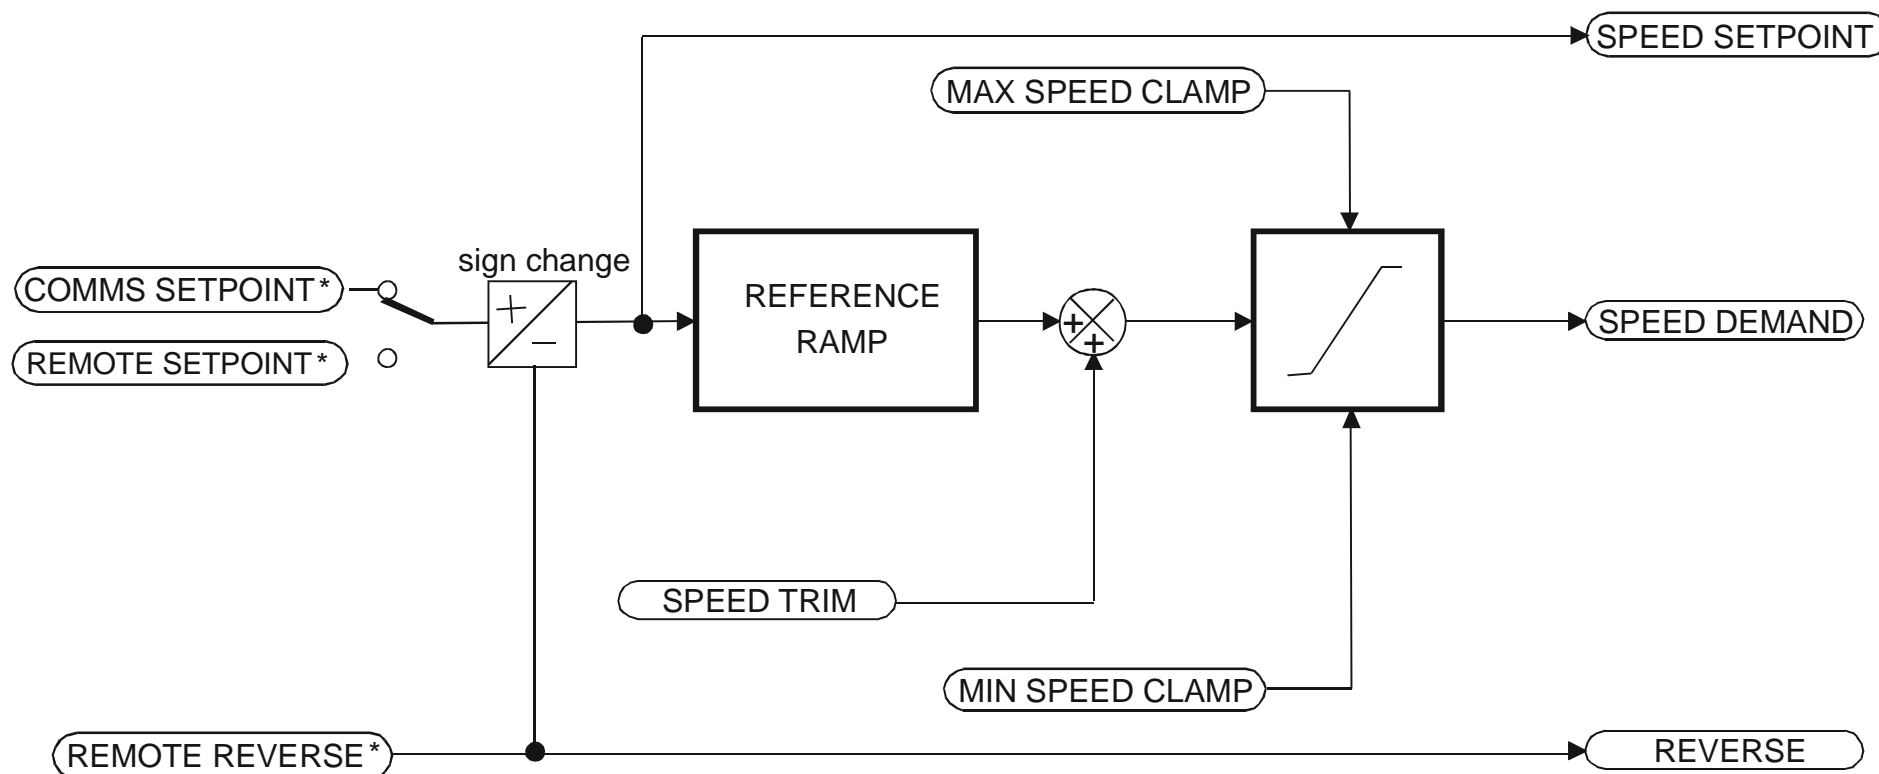 SPEED SETPOINT
MAX SPEED CLAMP
sign change
COMMS SETPOINT*
+
−
REFERENCE
RAMP
+
+
SPEED DEMAND
REMOTE SETPOINT*
SPEED TRIM
MIN SPEED CLAMP
REMOTE REVERSE*
REVERSE